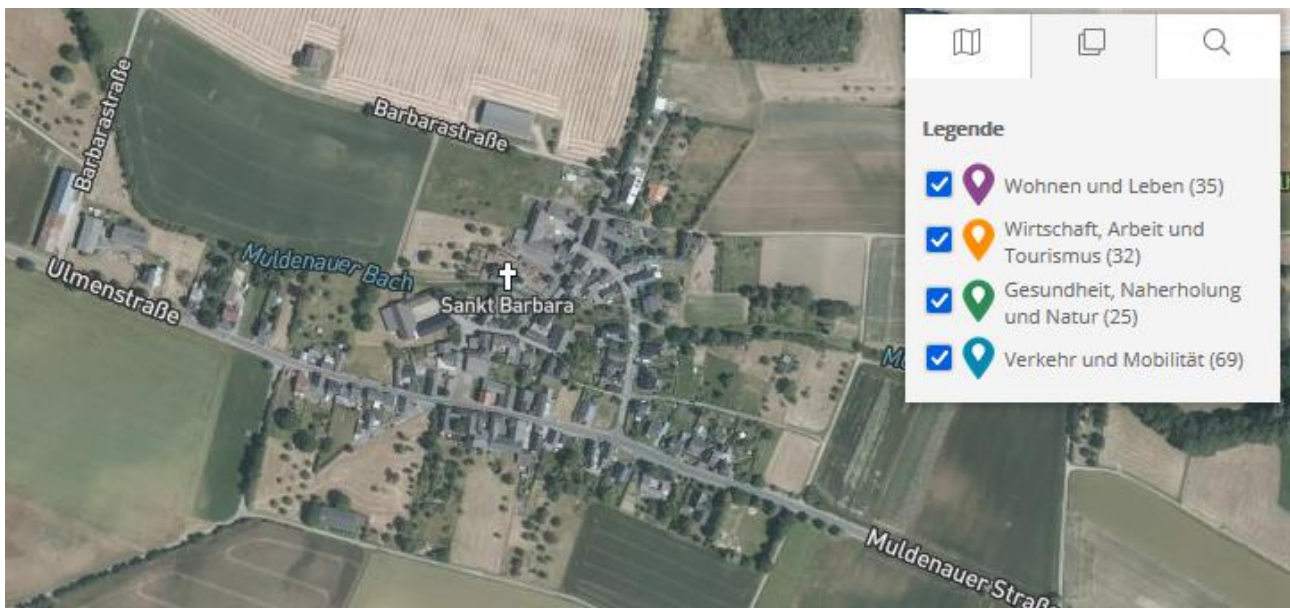 Barbarastraße
Barbarastraße
Ulmenstraße
Muldenauer Bach
Sankt Barbara
Muldenauer Straße
Legende
Wohnen und Leben (35)
Wirtschaft, Arbeit und
Tourismus (32)
Gesundheit, Naherholung
und Natur (25)
Verkehr und Mobilität (69)